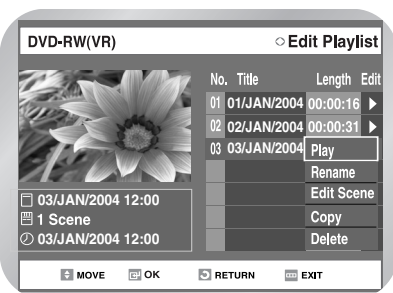 DVD-RW(VR) Edit Playlist
No. Title Length Edit
01 01/JAN/2004 00:00:16
02 02/JAN/2004 00:00:31
03 03/JAN/2004 Play
Rename
Edit Scene
Copy
Delete
03/JAN/2004 12:00
1 Scene
03/JAN/2004 12:00
MOVE OK RETURN EXIT